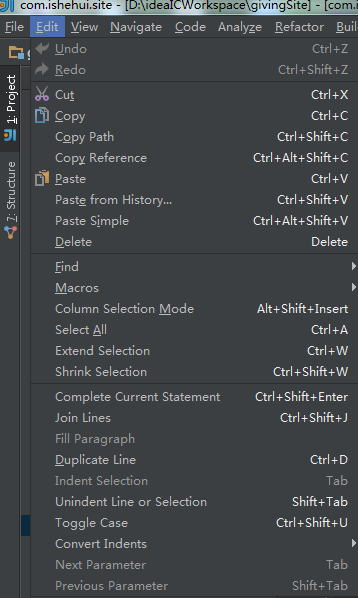 com.ishehui.site - [D:\ideaICWorkspace\givingSite] - [com.i
File Edit View Navigate Code Analyze Refactor Build
1: Project
7: Structure
Undo Ctrl+Z
Redo Ctrl+Shift+Z
Cut Ctrl+X
Copy Ctrl+C
Copy Path Ctrl+Shift+C
Copy Reference Ctrl+Alt+Shift+C
Paste Ctrl+V
Paste from History... Ctrl+Shift+V
Paste Simple Ctrl+Alt+Shift+V
Delete Delete
Find
Macros
Column Selection Mode Alt+Shift+Insert
Select All Ctrl+A
Extend Selection Ctrl+W
Shrink Selection Ctrl+Shift+W
Complete Current Statement Ctrl+Shift+Enter
Join Lines Ctrl+Shift+J
Fill Paragraph
Duplicate Line Ctrl+D
Indent Selection Tab
Unindent Line or Selection Shift+Tab
Toggle Case Ctrl+Shift+U
Convert Indents
Next Parameter Tab
Previous Parameter Shift+Tab